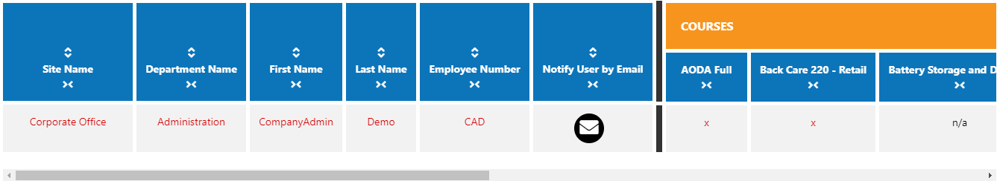 COURSES
Site Name
Department Name
First Name
Last Name
Employee Number
Notify User by Email
AODA Full
Back Care 220 - Retail
Battery Storage and D
Corporate Office
Administration
CompanyAdmin
Demo
CAD
x
x
n/a